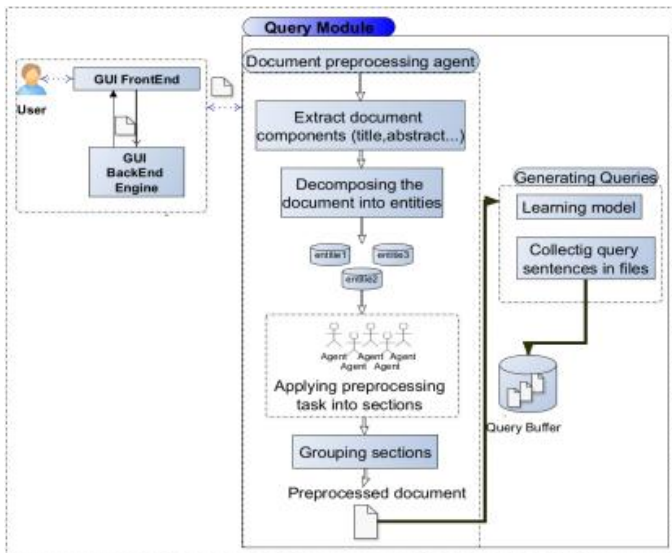 Query Module
Document preprocessing agent
GUI FrontEnd
User
GUI
BackEnd
Engine
Extract document
components (title,abstract...)
Decomposing the
document into entities
entitie1
entitie3
entitie2
Agent Agent Agent
Agent Agent
Applying preprocessing
task into sections
Grouping sections
Preprocessed document
Generating Queries
Learning model
Collectig query
sentences in files
Query Buffer